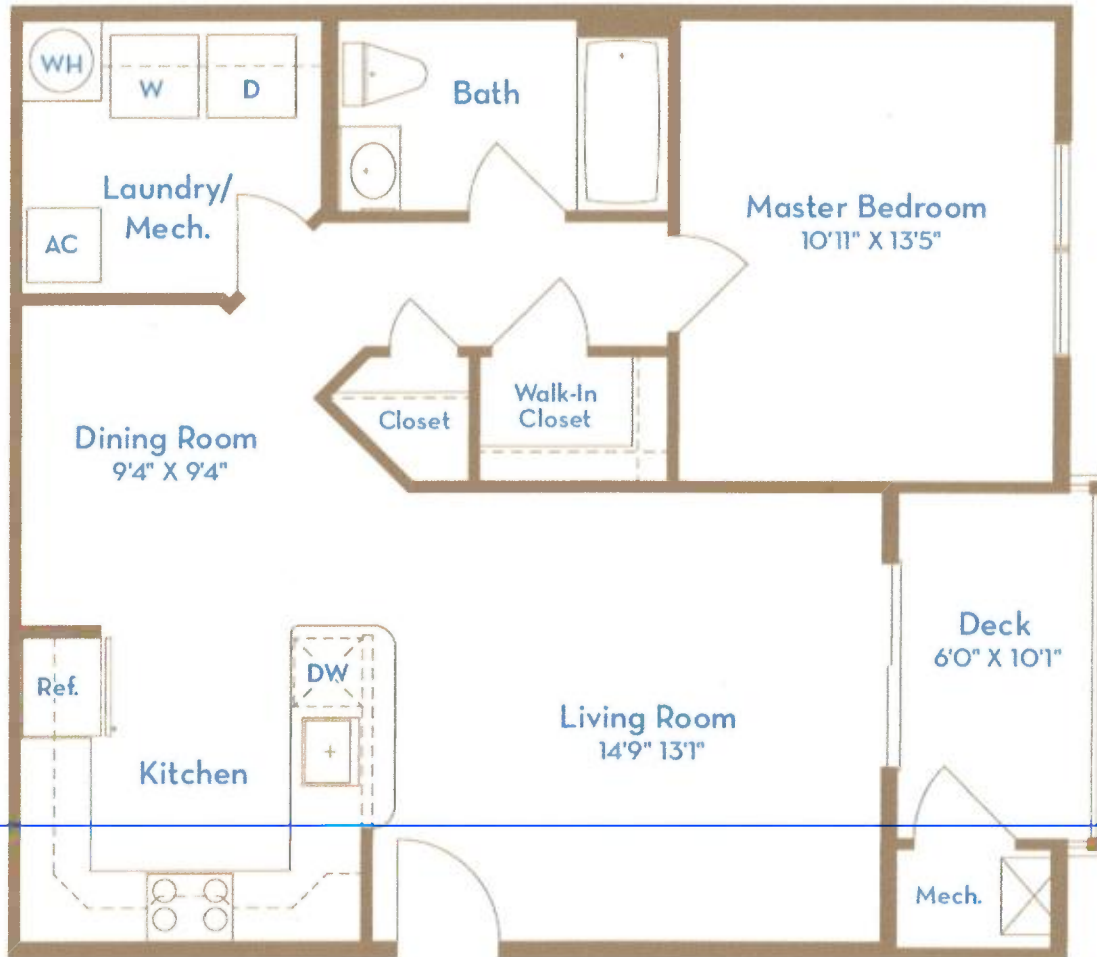 WH
W
D
Bath
Laundry/
Mech.
AC
Master Bedroom
10'11" X 13'5"
Closet
Walk-In
Closet
Dining Room
9'4" X 9'4"
Deck
6'0" X 10'1"
Ref.
DW
Living Room
14'9" 13'1"
Kitchen
Mech.